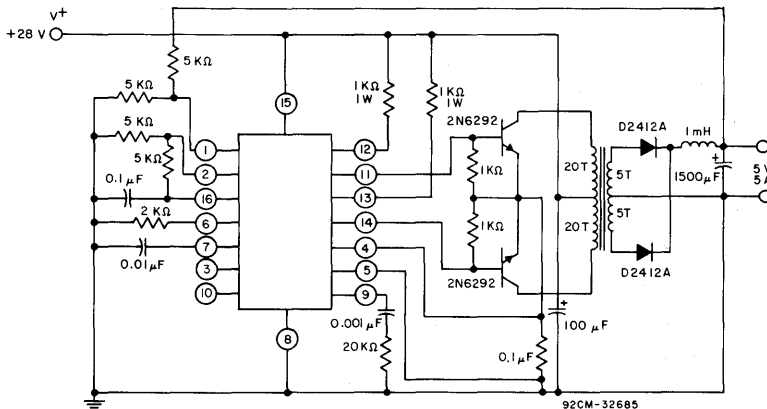 V+
+28 V
5 KΩ
5 KΩ
5 KΩ
5 KΩ
0.1 μF
2 KΩ
0.01 μF
15
1
2
16
6
7
3
10
8
12
11
13
14
4
5
9
1 KΩ
1W
1 KΩ
1W
2N6292
1 KΩ
1 KΩ
2N6292
0.001 μF
20 KΩ
20T
20T
5T
5T
D2412A
D2412A
1 mH
1500 μF
5 V
5A
100 μF
0.1 μF
+
+
92CM-32685